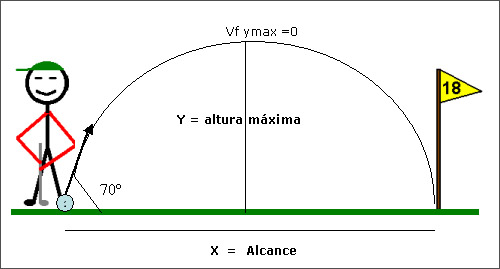 Vf ymax =0
18
Y = altura máxima
70º
X = Alcance